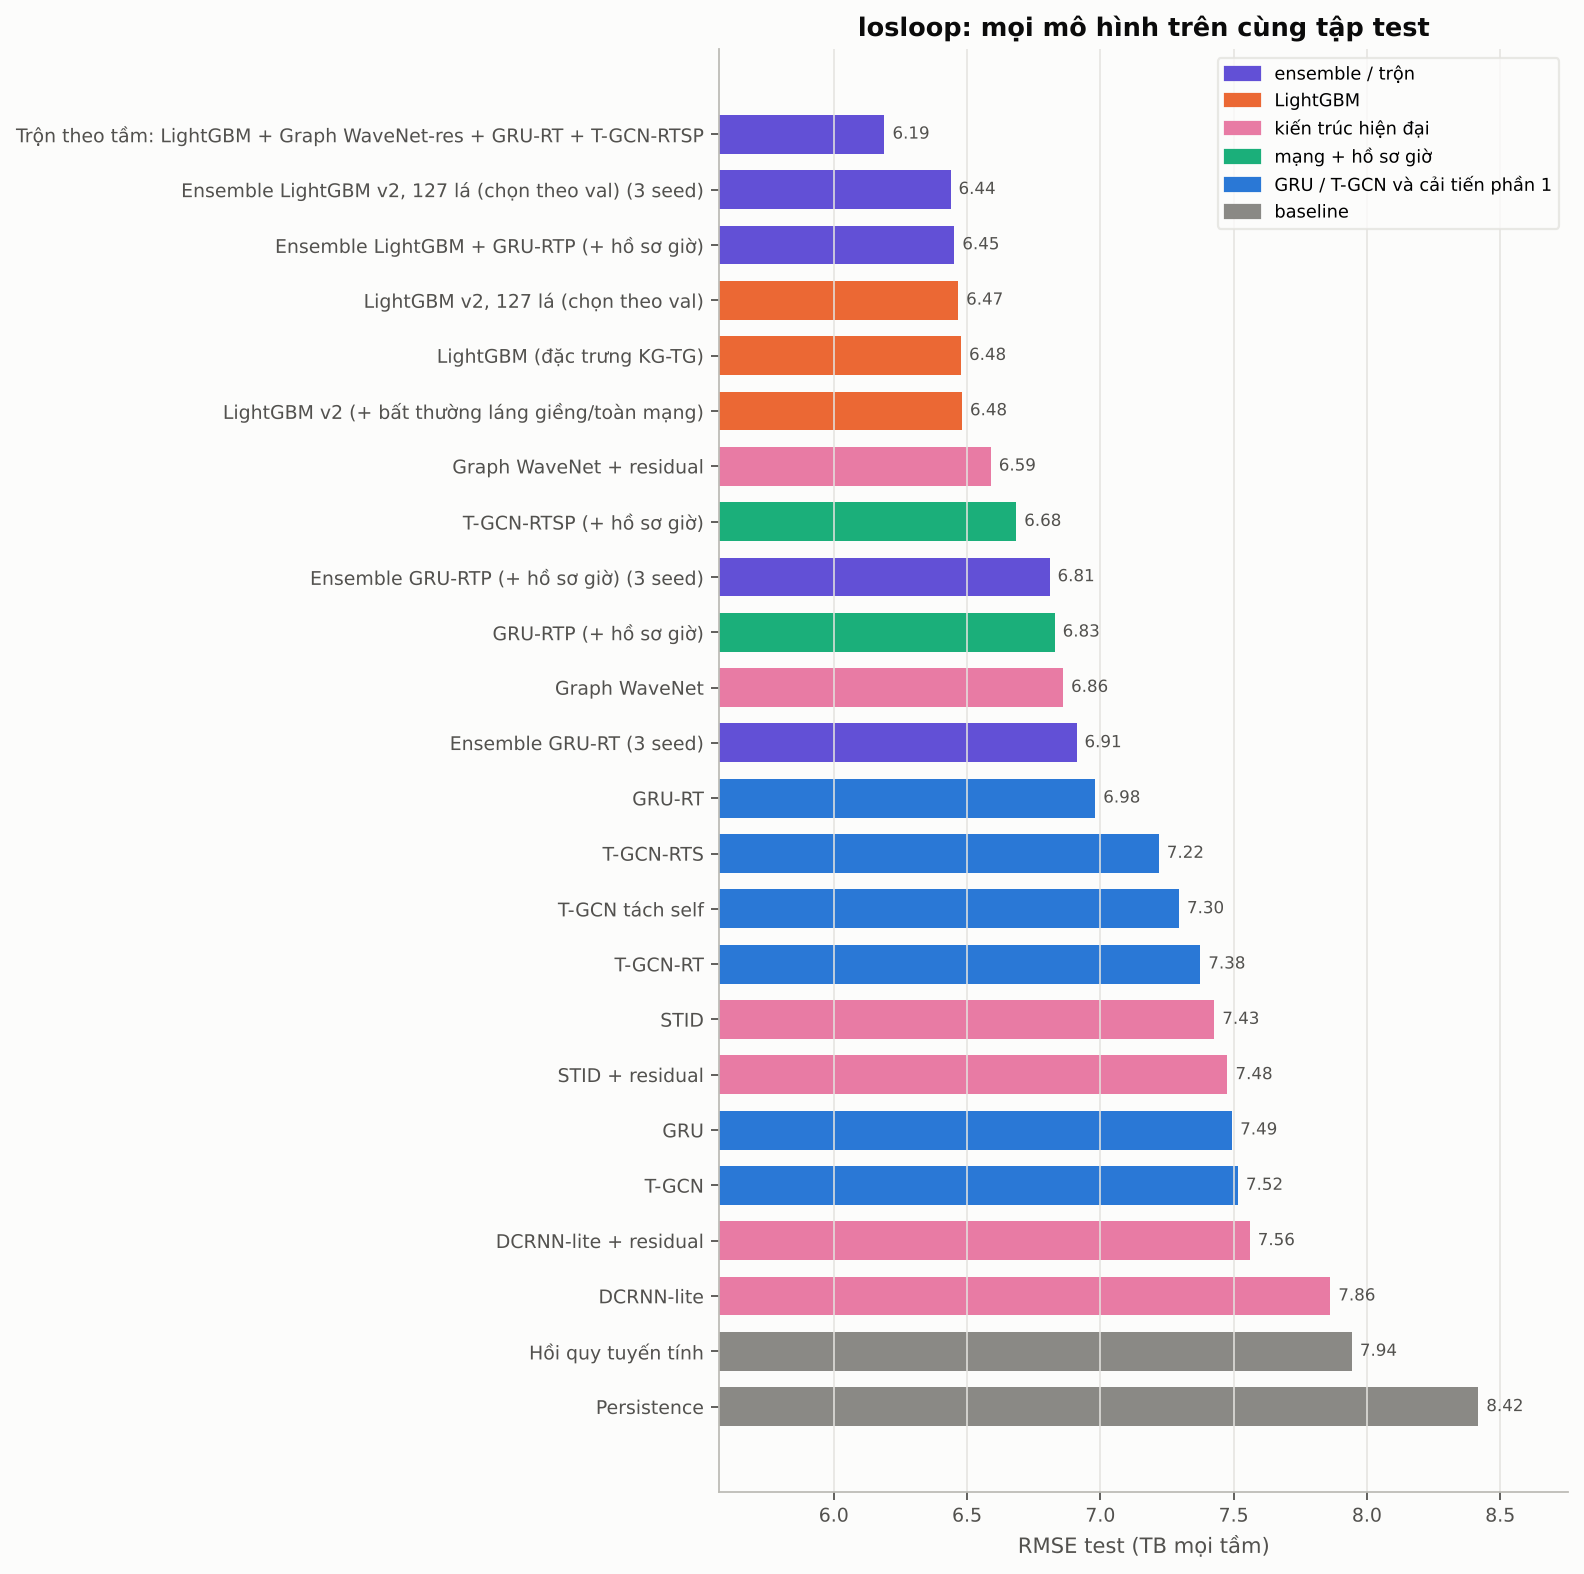 losloop: mọi mô hình trên cùng tập test
ensemble / trộn
LightGBM
kiến trúc hiện đại
mạng + hồ sơ giờ
GRU / T-GCN và cải tiến phần 1
baseline
Trộn theo tầm: LightGBM + Graph WaveNet-res + GRU-RT + T-GCN-RTSP 6.19
Ensemble LightGBM v2, 127 lá (chọn theo val) (3 seed) 6.44
Ensemble LightGBM + GRU-RTP (+ hồ sơ giờ) 6.45
LightGBM v2, 127 lá (chọn theo val) 6.47
LightGBM (đặc trưng KG-TG) 6.48
LightGBM v2 (+ bất thường láng giềng/toàn mạng) 6.48
Graph WaveNet + residual 6.59
T-GCN-RTSP (+ hồ sơ giờ) 6.68
Ensemble GRU-RTP (+ hồ sơ giờ) (3 seed) 6.81
GRU-RTP (+ hồ sơ giờ) 6.83
Graph WaveNet 6.86
Ensemble GRU-RT (3 seed) 6.91
GRU-RT 6.98
T-GCN-RTS 7.22
T-GCN tách self 7.30
T-GCN-RT 7.38
STID 7.43
STID + residual 7.48
GRU 7.49
T-GCN 7.52
DCRNN-lite + residual 7.56
DCRNN-lite 7.86
Hồi quy tuyến tính 7.94
Persistence 8.42
6.0 6.5 7.0 7.5 8.0 8.5
RMSE test (TB mọi tầm)